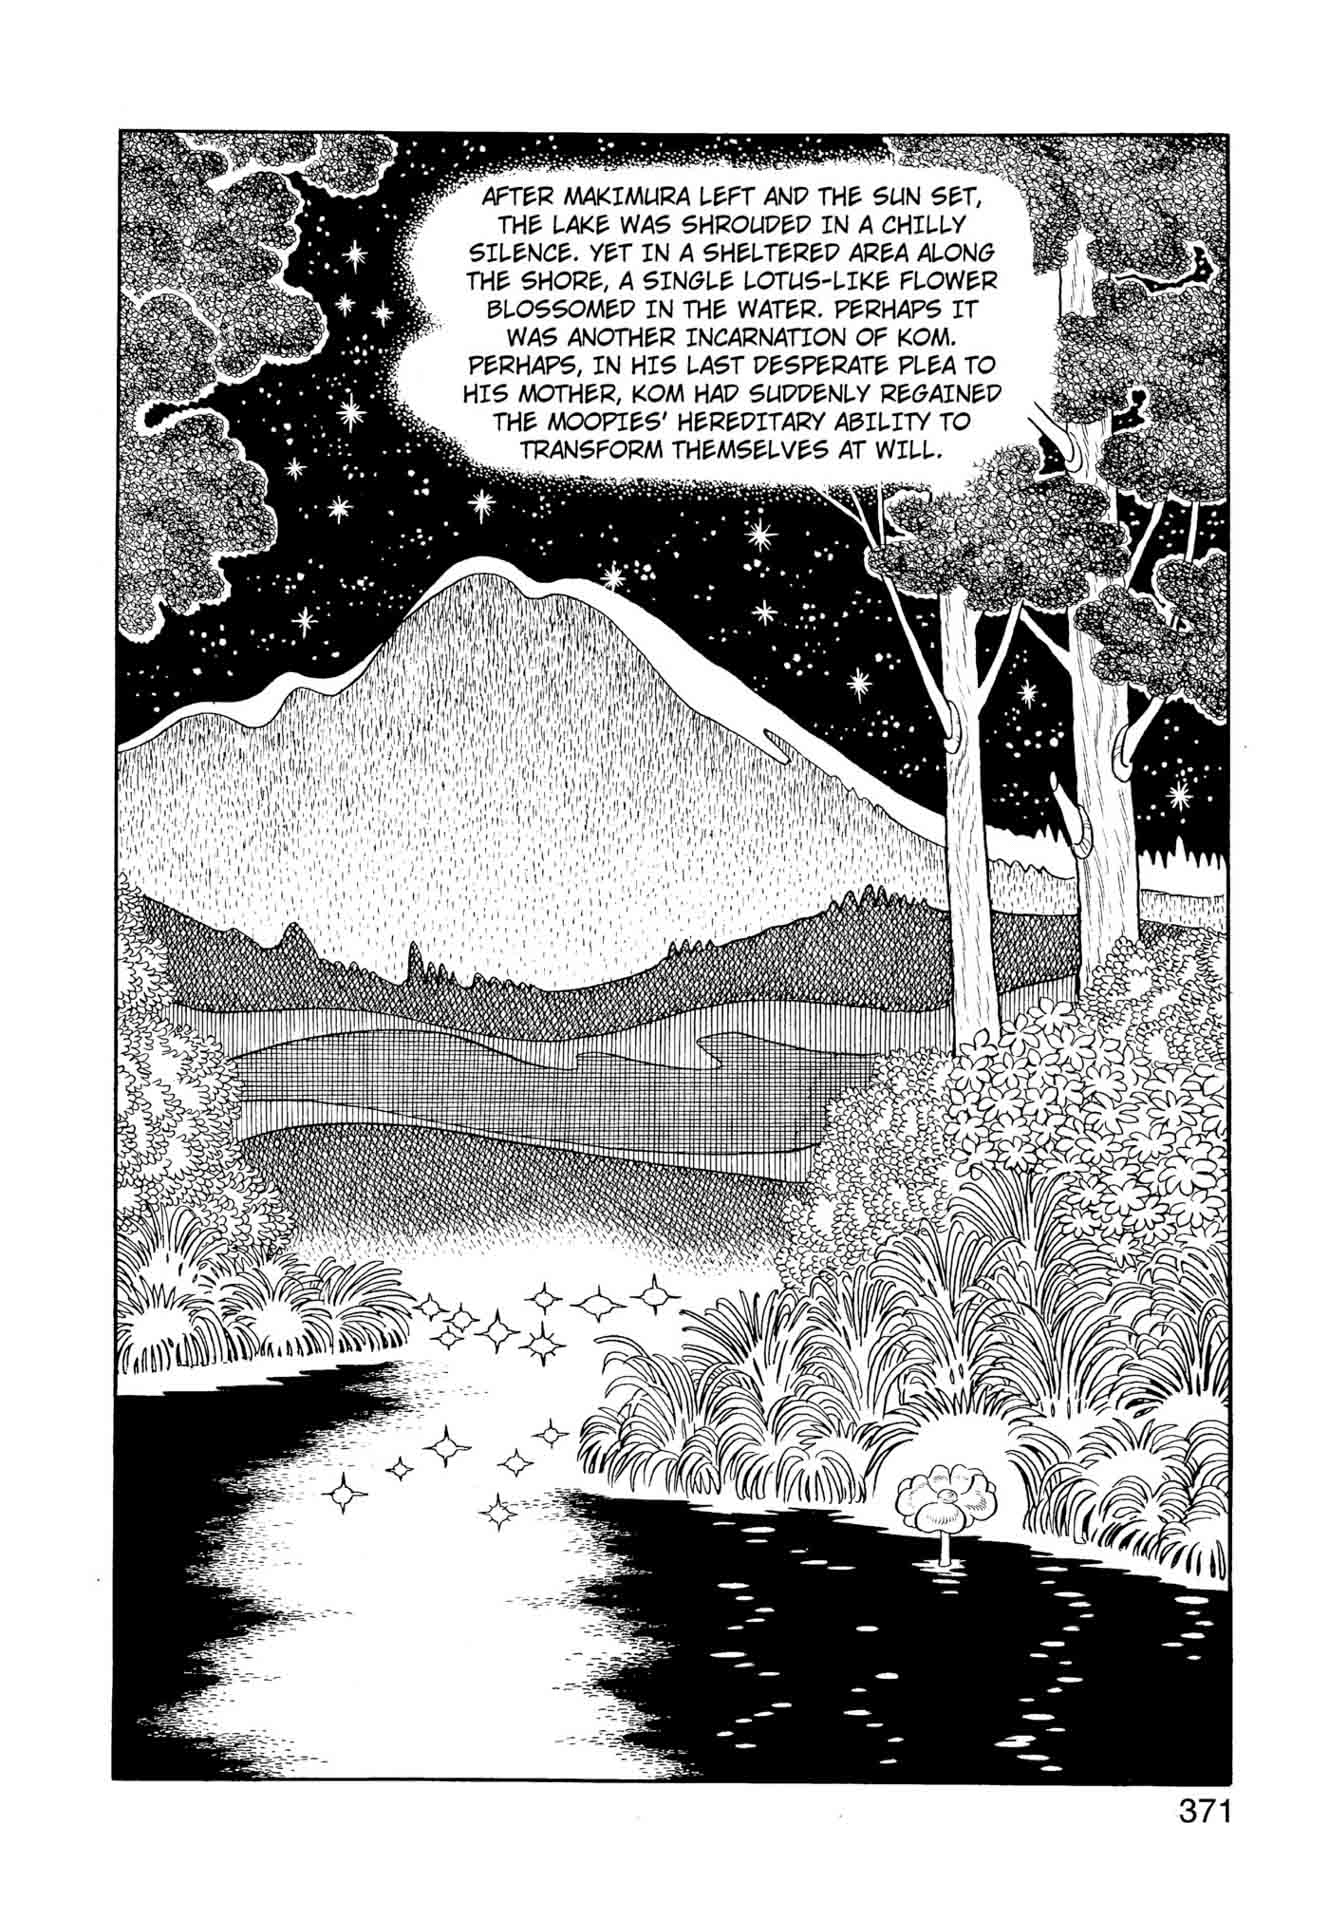 AFTER MAKIMURA LEFT AND THE SUN SET,
THE LAKE WAS SHROUDED IN A CHILLY
SILENCE. YET IN A SHELTERED AREA ALONG
THE SHORE, A SINGLE LOTUS-LIKE FLOWER
BLOSSOMED IN THE WATER. PERHAPS IT
WAS ANOTHER INCARNATION OF KOM.
PERHAPS, IN HIS LAST DESPERATE PLEA TO
HIS MOTHER, KOM HAD SUDDENLY REGAINED
THE MOOPIES' HEREDITARY ABILITY TO
TRANSFORM THEMSELVES AT WILL.
371